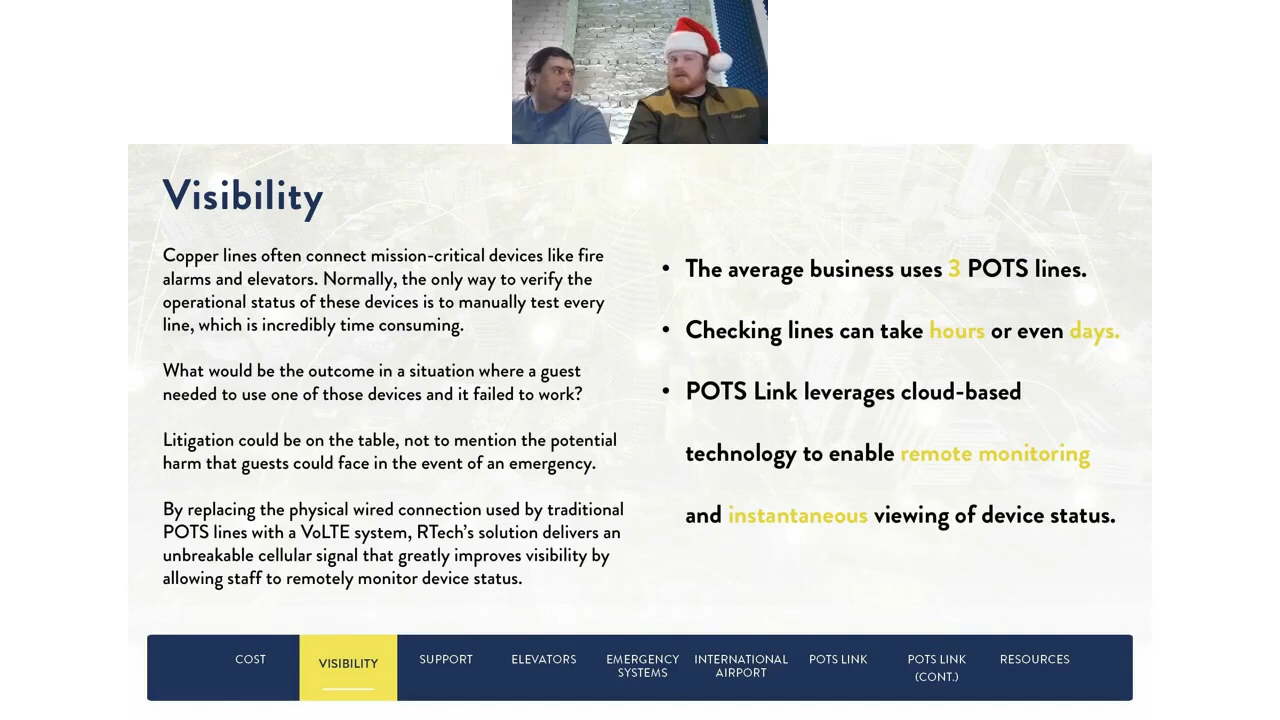 Visibility
Copper lines often connect mission-critical devices like fire
alarms and elevators. Normally, the only way to verify the
operational status of these devices is to manually test every
line, which is incredibly time consuming.
What would be the outcome in a situation where a guest
needed to use one of those devices and it failed to work?
Litigation could be on the table, not to mention the potential
harm that guests could face in the event of an emergency.
By replacing the physical wired connection used by traditional
POTS lines with a VoLTE system, RTech's solution delivers an
unbreakable cellular signal that greatly improves visibility by
allowing staff to remotely monitor device status.
• The average business uses 3 POTS lines.
• Checking lines can take hours or even days.
• POTS Link leverages cloud-based
technology to enable remote monitoring
and instantaneous viewing of device status.
COST
VISIBILITY
SUPPORT
ELEVATORS
EMERGENCY
SYSTEMS
INTERNATIONAL
AIRPORT
POTS LINK
POTS LINK
(CONT.)
RESOURCES